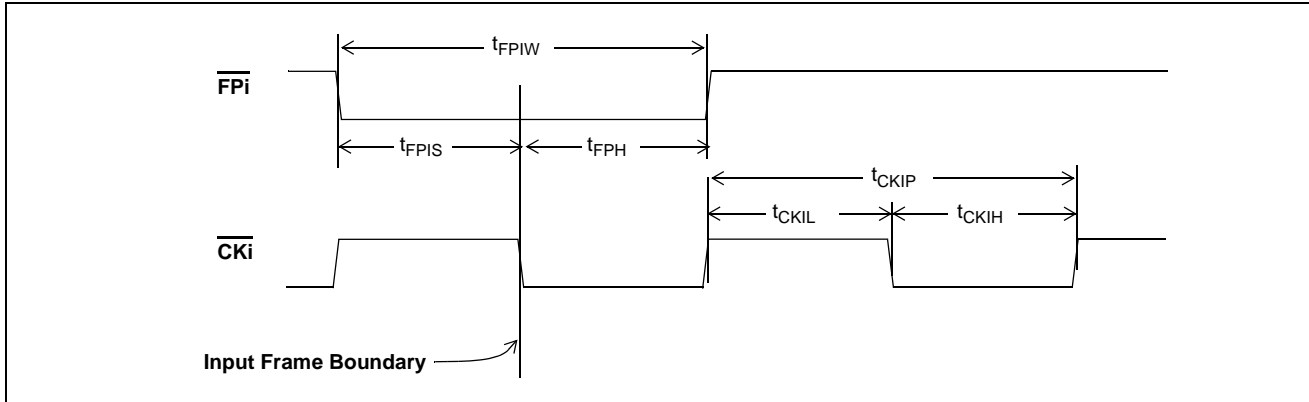 tFPIW
FPi
tFPIS
tFPH
tCKIP
tCKIL
tCKIH
CKi
Input Frame Boundary